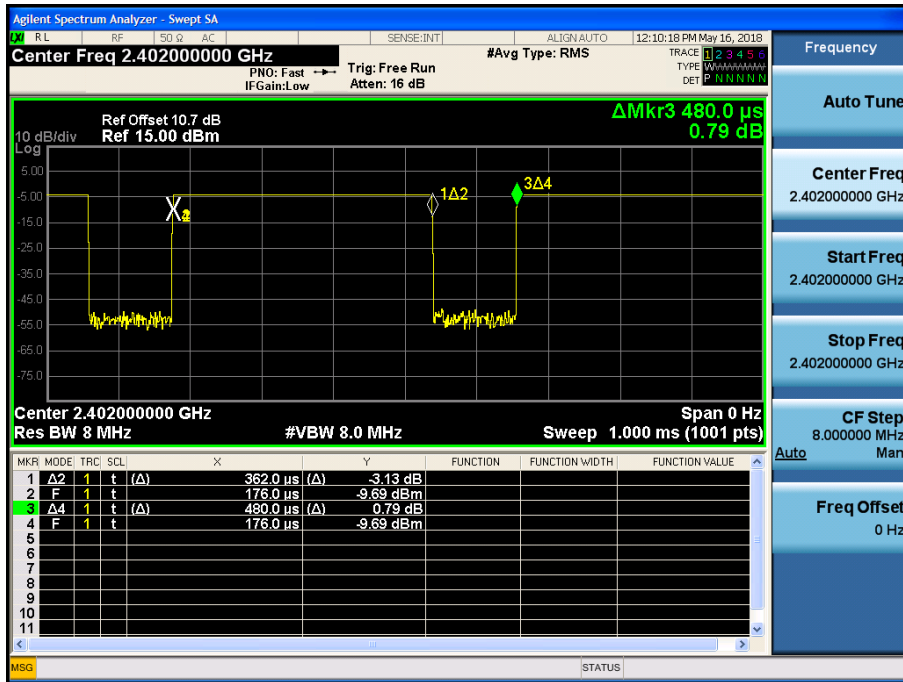 Agilent Spectrum Analyzer - Swept SA
LXI RL RF 50 Ω AC SENSE:INT ALIGN AUTO 12:10:18 PM May 16, 2018
Center Freq 2.402000000 GHz #Avg Type: RMS TRACE 1 2 3 4 5 6
PNO: Fast Trig: Free Run TYPE WWWWWW
IFGain:Low Atten: 16 dB DET P N N N N N
Ref Offset 10.7 dB ΔMkr3 480.0 µs
10 dB/div Ref 15.00 dBm 0.79 dB
Log
5.00
-5.00
-15.0
-25.0
-35.0
-45.0
-55.0
-65.0
-75.0
1Δ2
3Δ4
Center 2.402000000 GHz Span 0 Hz
Res BW 8 MHz #VBW 8.0 MHz Sweep 1.000 ms (1001 pts)
MKR MODE TRC SCL X Y FUNCTION FUNCTION WIDTH FUNCTION VALUE
1 Δ2 1 t (Δ) 362.0 µs (Δ) -3.13 dB
2 F 1 t 176.0 µs -9.69 dBm
3 Δ4 1 t (Δ) 480.0 µs (Δ) 0.79 dB
4 F 1 t 176.0 µs -9.69 dBm
5
6
7
8
9
10
11
MSG STATUS
Frequency
Auto Tune
Center Freq
2.402000000 GHz
Start Freq
2.402000000 GHz
Stop Freq
2.402000000 GHz
CF Step
8.000000 MHz
Auto Man
Freq Offset
0 Hz